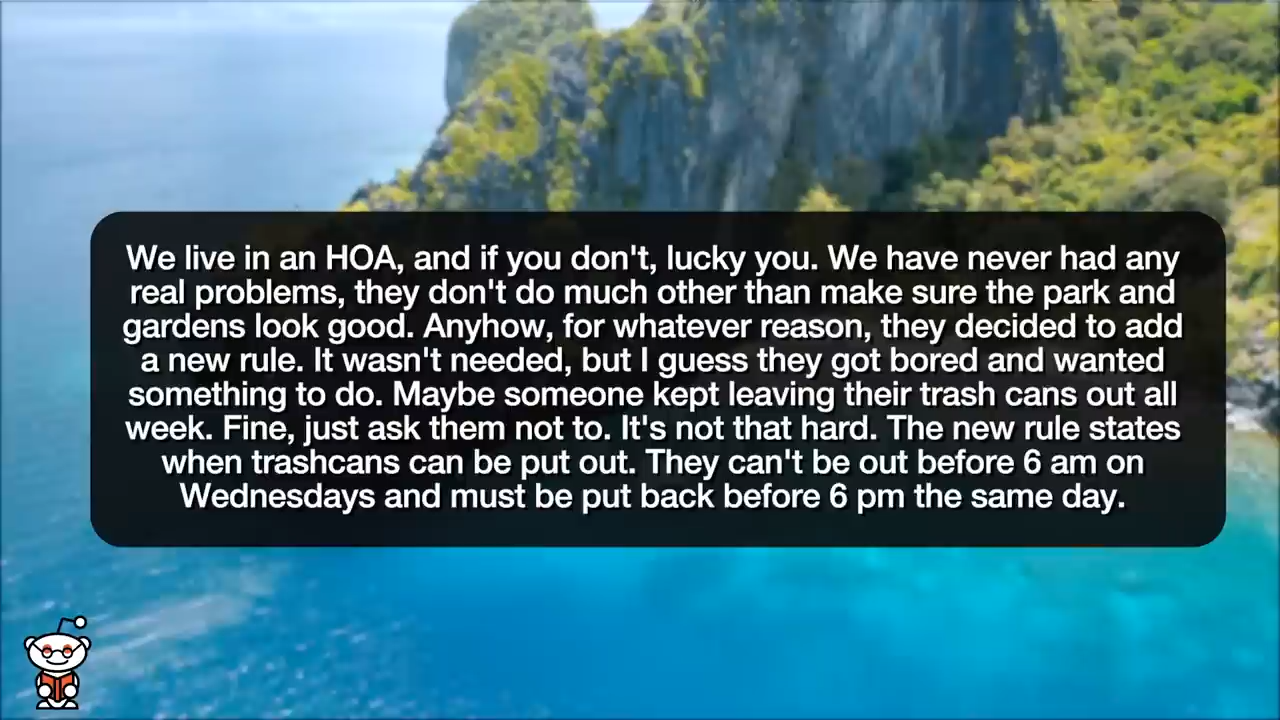 We live in an HOA, and if you don't, lucky you. We have never had any
real problems, they don't do much other than make sure the park and
gardens look good. Anyhow, for whatever reason, they decided to add
a new rule. It wasn't needed, but I guess they got bored and wanted
something to do. Maybe someone kept leaving their trash cans out all
week. Fine, just ask them not to. It's not that hard. The new rule states
when trashcans can be put out. They can't be out before 6 am on
Wednesdays and must be put back before 6 pm the same day.